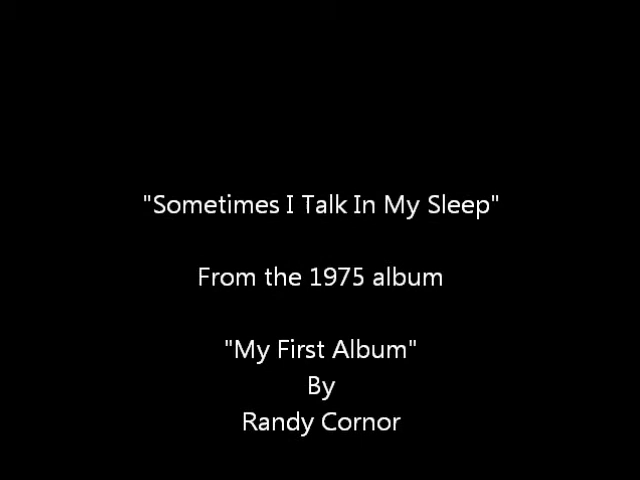 "Sometimes I Talk In My Sleep"
From the 1975 album
"My First Album"
By
Randy Cornor